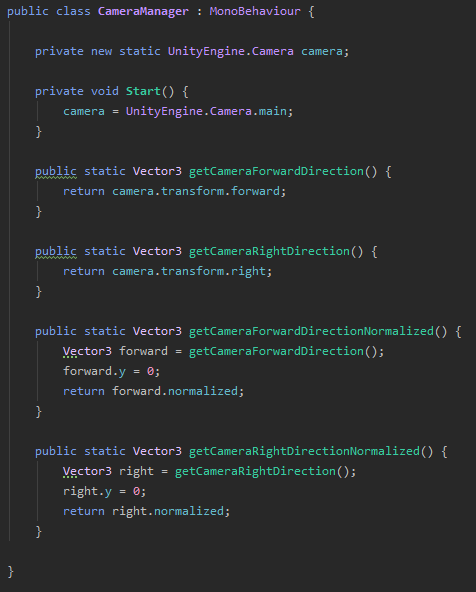 public class CameraManager : MonoBehaviour {
private new static UnityEngine.Camera camera;
private void Start() {
camera = UnityEngine.Camera.main;
}
public static Vector3 getCameraForwardDirection() {
return camera.transform.forward;
}
public static Vector3 getCameraRightDirection() {
return camera.transform.right;
}
public static Vector3 getCameraForwardDirectionNormalized() {
Vector3 forward = getCameraForwardDirection();
forward.y = 0;
return forward.normalized;
}
public static Vector3 getCameraRightDirectionNormalized() {
Vector3 right = getCameraRightDirection();
right.y = 0;
return right.normalized;
}
}